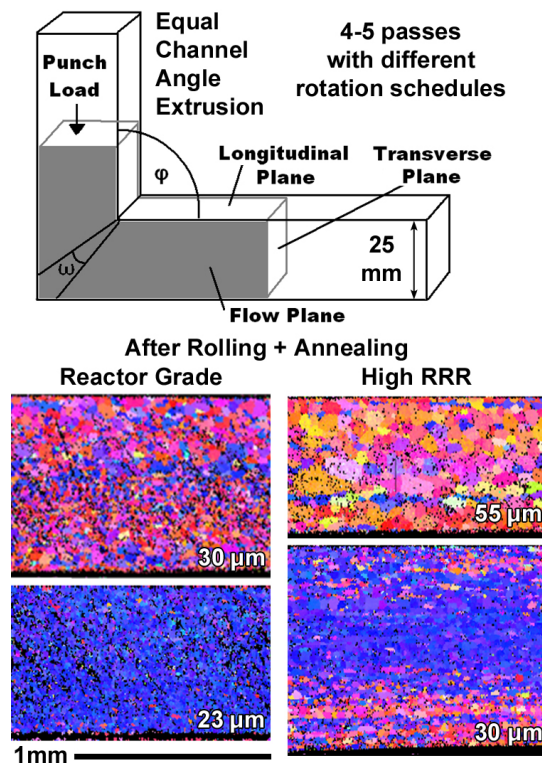 Equal
Channel
Angle
Extrusion
4-5 passes
with different
rotation schedules
Punch
Load
φ
Longitudinal
Plane
Transverse
Plane
ω
25
mm
Flow Plane
After Rolling + Annealing
Reactor Grade
High RRR
30 μm
55 μm
23 μm
30 μm
1mm